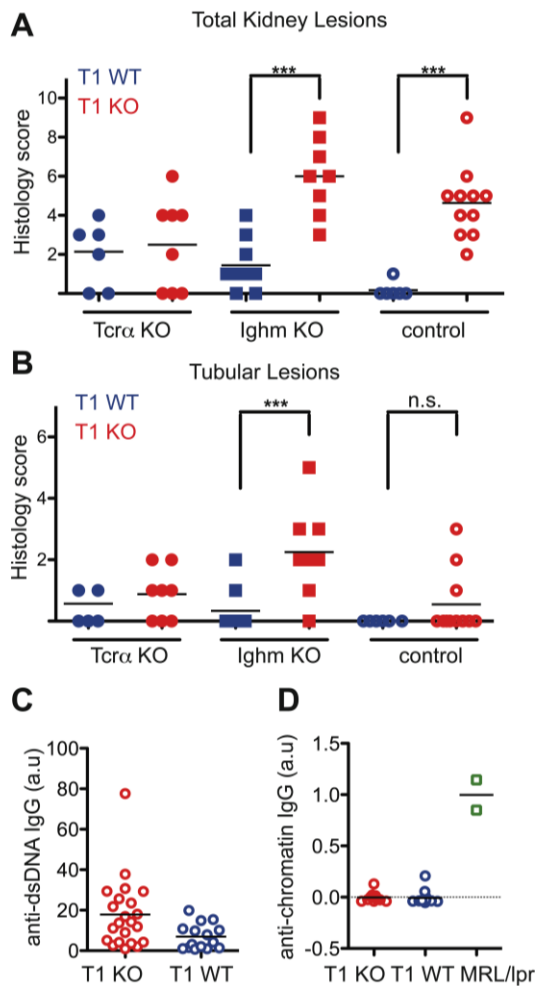 A
Total Kidney Lesions
T1 WT
T1 KO
***
***
Histology score
10
8
6
4
2
Tcrα KO
Ighm KO
control
B
Tubular Lesions
T1 WT
T1 KO
***
n.s.
Histology score
6
4
2
Tcrα KO
Ighm KO
control
C
anti-dsDNA IgG (a.u)
100
80
60
40
20
0
T1 KO
T1 WT
D
anti-chromatin IgG (a.u)
1.5
1.0
0.5
0.0
-0.5
T1 KO
T1 WT
MRL/lpr